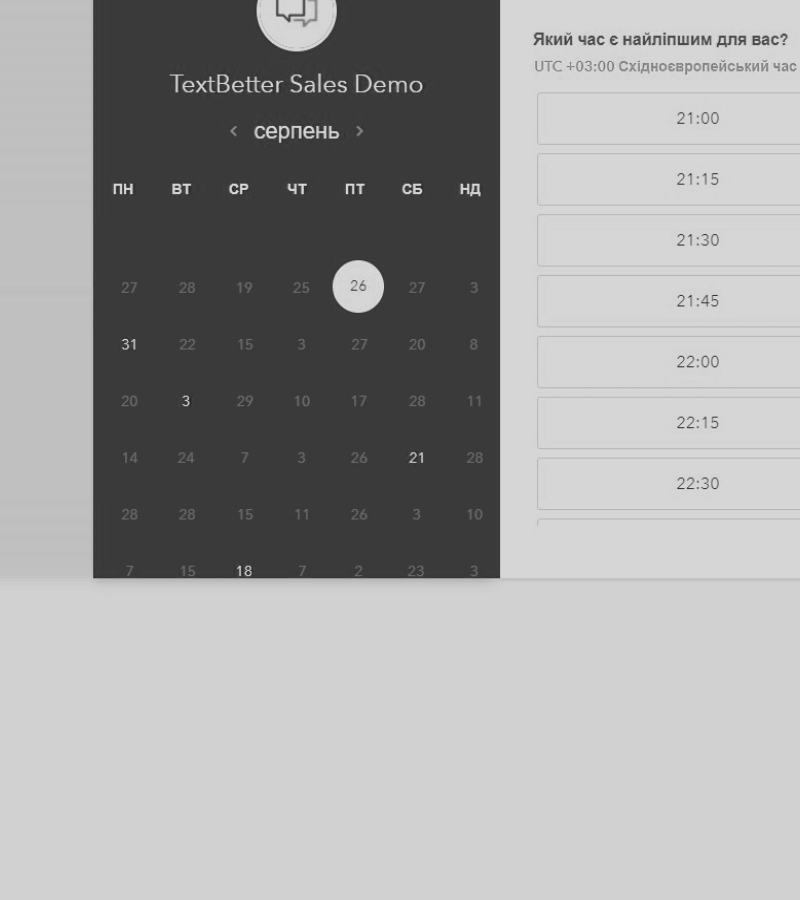 TextBetter Sales Demo
серпень
ПН ВТ СР ЧТ ПТ СБ НД
27 28 19 25 26 27 3
31 22 15 3 27 20 8
20 3 29 10 17 28 11
14 24 7 3 26 21 28
28 28 15 11 26 3 10
7 15 18 7 2 23 3
Який час є найліпшим для вас?
UTC +03:00 Східноєвропейський час
21:00
21:15
21:30
21:45
22:00
22:15
22:30